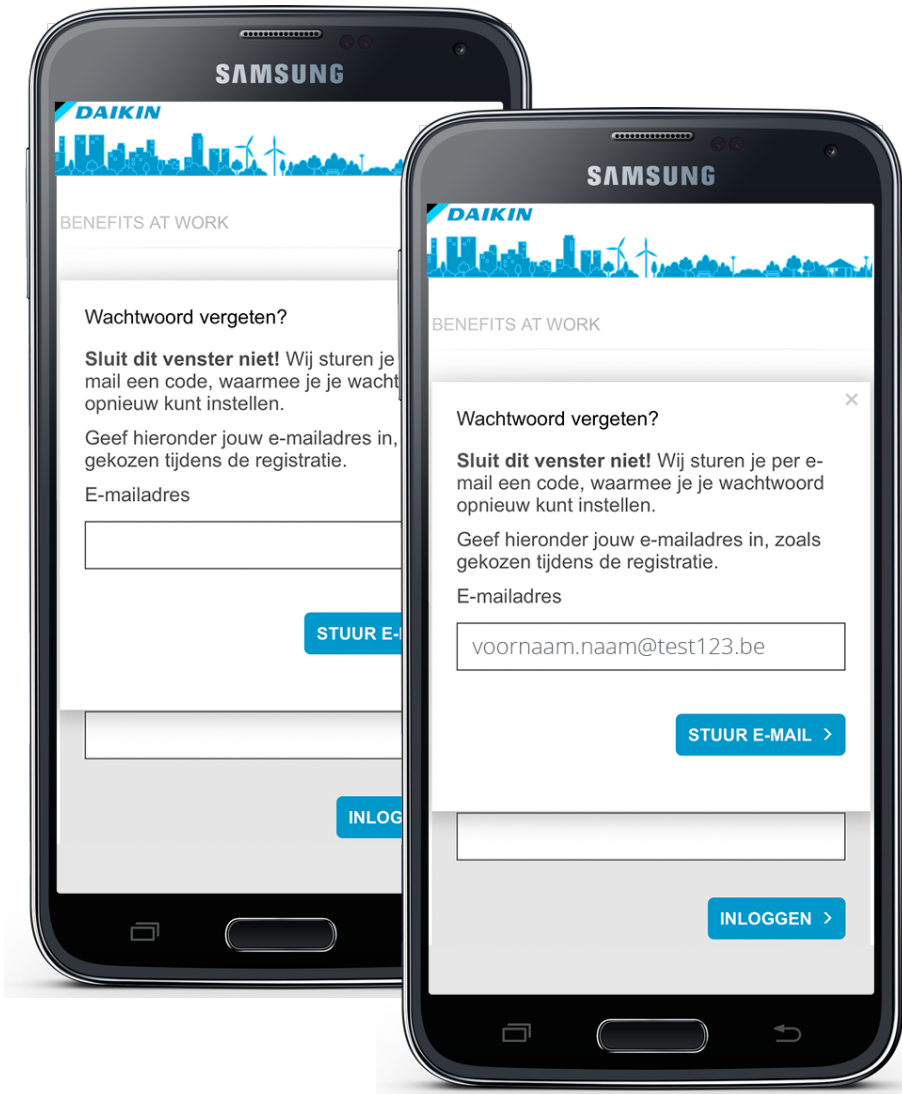 SAMSUNG
DAIKIN
BENEFITS AT WORK
Wachtwoord vergeten?
Sluit dit venster niet! Wij sturen je
mail een code, waarmee je je wacht
opnieuw kunt instellen.
Geef hieronder jouw e-mailadres in,
gekozen tijdens de registratie.
E-mailadres
STUUR E-
INLOG
SAMSUNG
DAIKIN
BENEFITS AT WORK
×
Wachtwoord vergeten?
Sluit dit venster niet! Wij sturen je per e-
mail een code, waarmee je je wachtwoord
opnieuw kunt instellen.
Geef hieronder jouw e-mailadres in, zoals
gekozen tijdens de registratie.
E-mailadres
voornaam.naam@test123.be
STUUR E-MAIL >
INLOGGEN >